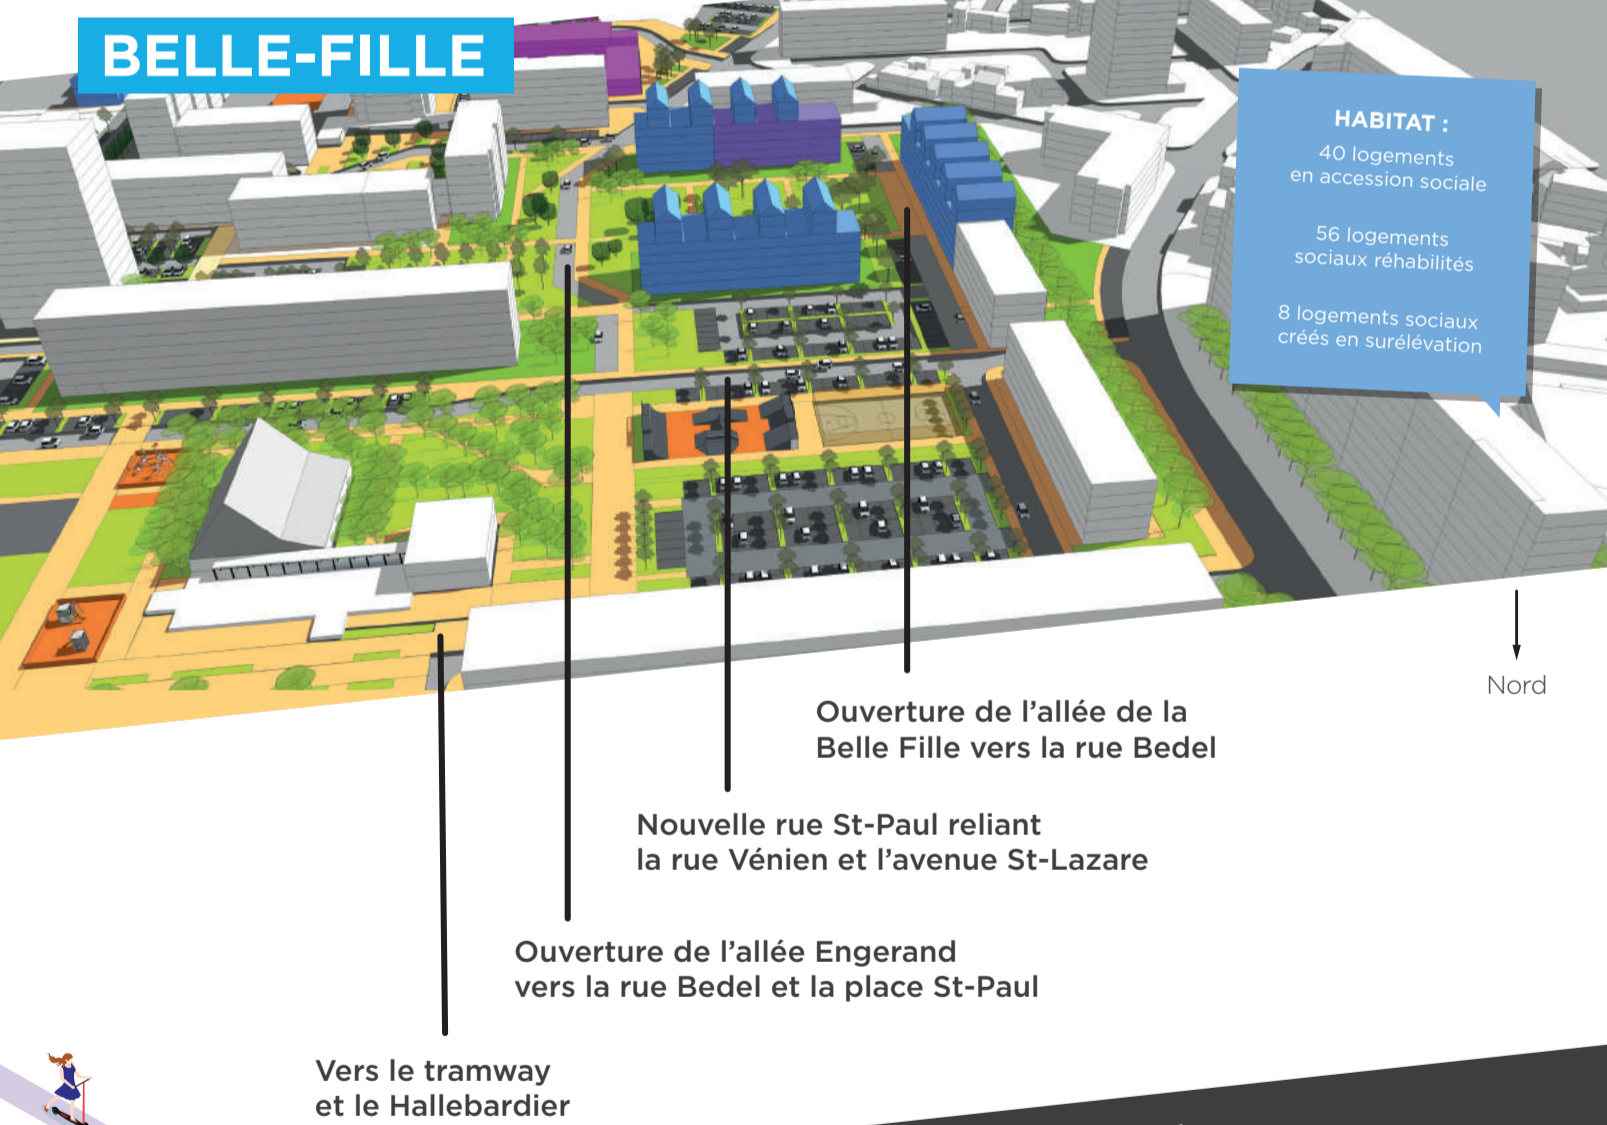 BELLE-FILLE
HABITAT :
40 logements
en accession sociale
56 logements
sociaux réhabilités
8 logements sociaux
créés en surélévation
Nord
Ouverture de l'allée de la
Belle Fille vers la rue Bedel
Nouvelle rue St-Paul reliant
la rue Vénien et l'avenue St-Lazare
Ouverture de l'allée Engerand
vers la rue Bedel et la place St-Paul
Vers le tramway
et le Hallebardier